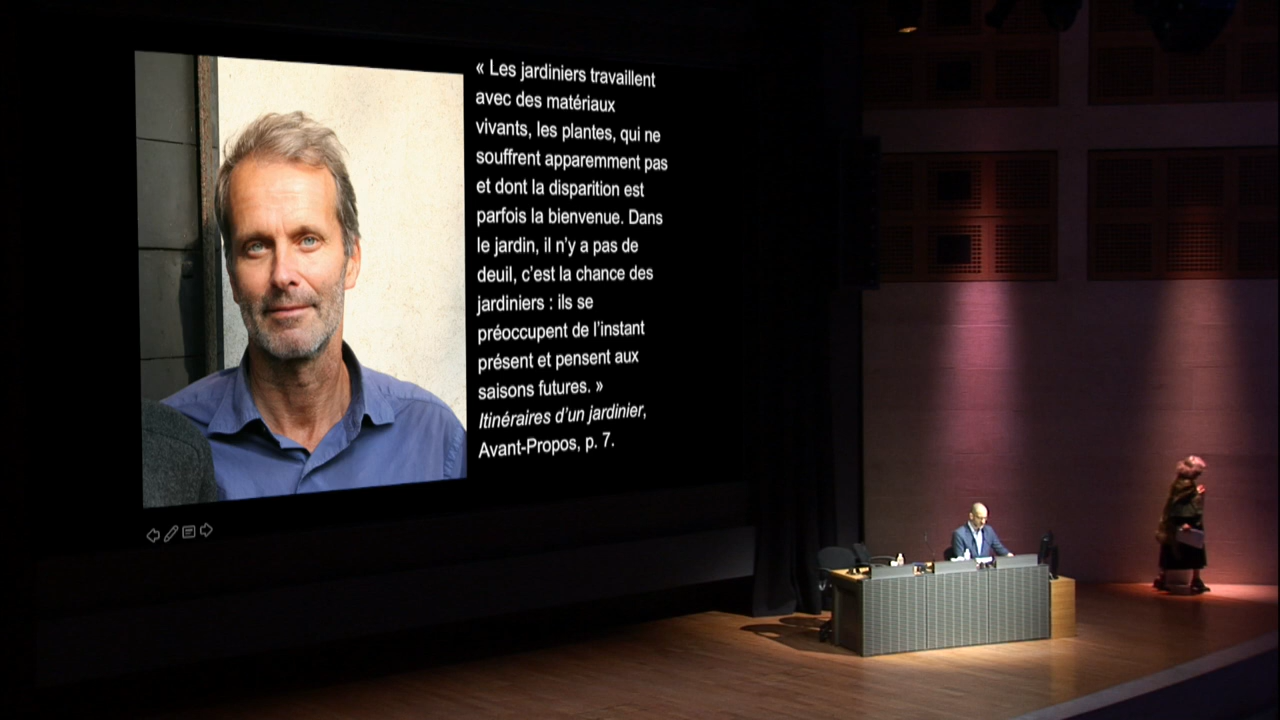 « Les jardiniers travaillent
avec des matériaux
vivants, les plantes, qui ne
souffrent apparemment pas
et dont la disparition est
parfois la bienvenue. Dans
le jardin, il n’y a pas de
deuil, c’est la chance des
jardiniers : ils se
préoccupent de l’instant
présent et pensent aux
saisons futures. »
Itinéraires d’un jardinier,
Avant-Propos, p. 7.